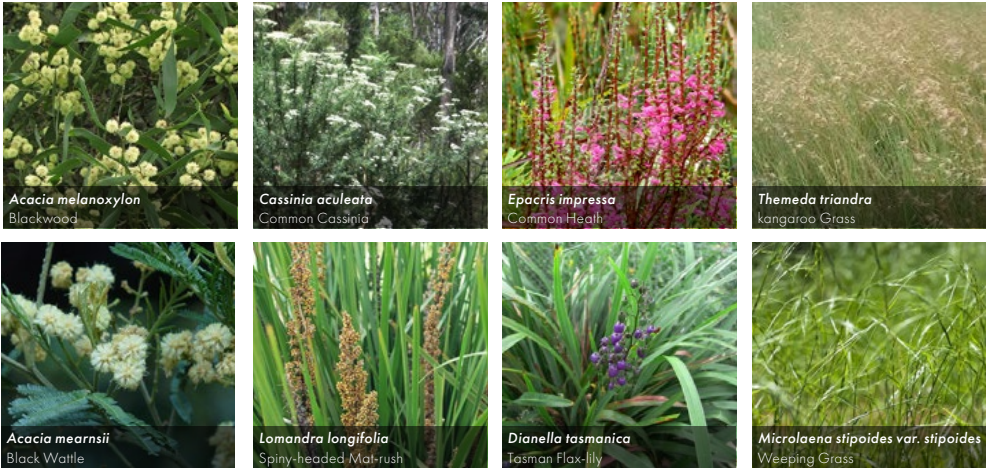 Acacia melanoxylon
Blackwood
Cassinia aculeata
Common Cassinia
Epacris impressa
Common Heath
Themeda triandra
kangaroo Grass
Acacia mearnsii
Black Wattle
Lomandra longifolia
Spiny-headed Mat-rush
Dianella tasmanica
Tasman Flax-lily
Microlaena stipoides var. stipoides
Weeping Grass